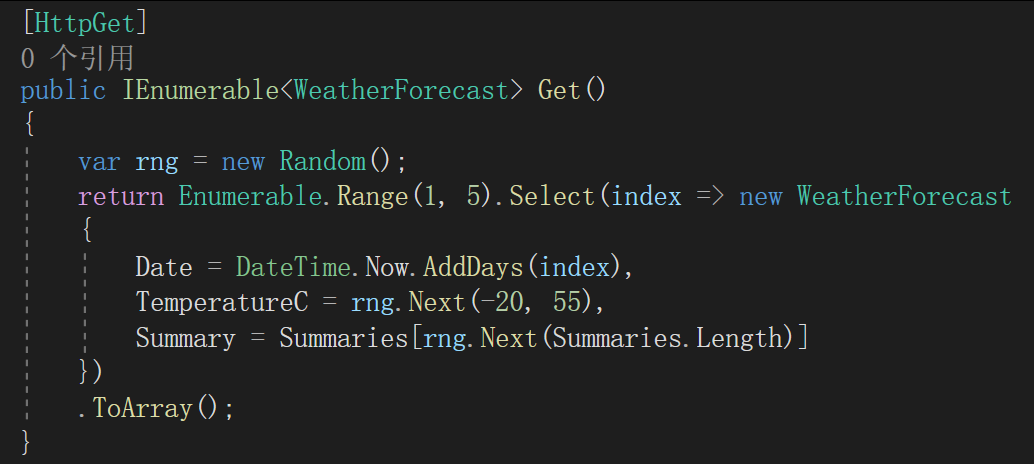 [HttpGet]
0 个引用
public IEnumerable<WeatherForecast> Get()
{
var rng = new Random();
return Enumerable.Range(1, 5).Select(index => new WeatherForecast
{
Date = DateTime.Now.AddDays(index),
TemperatureC = rng.Next(-20, 55),
Summary = Summaries[rng.Next(Summaries.Length)]
})
.ToArray();
}